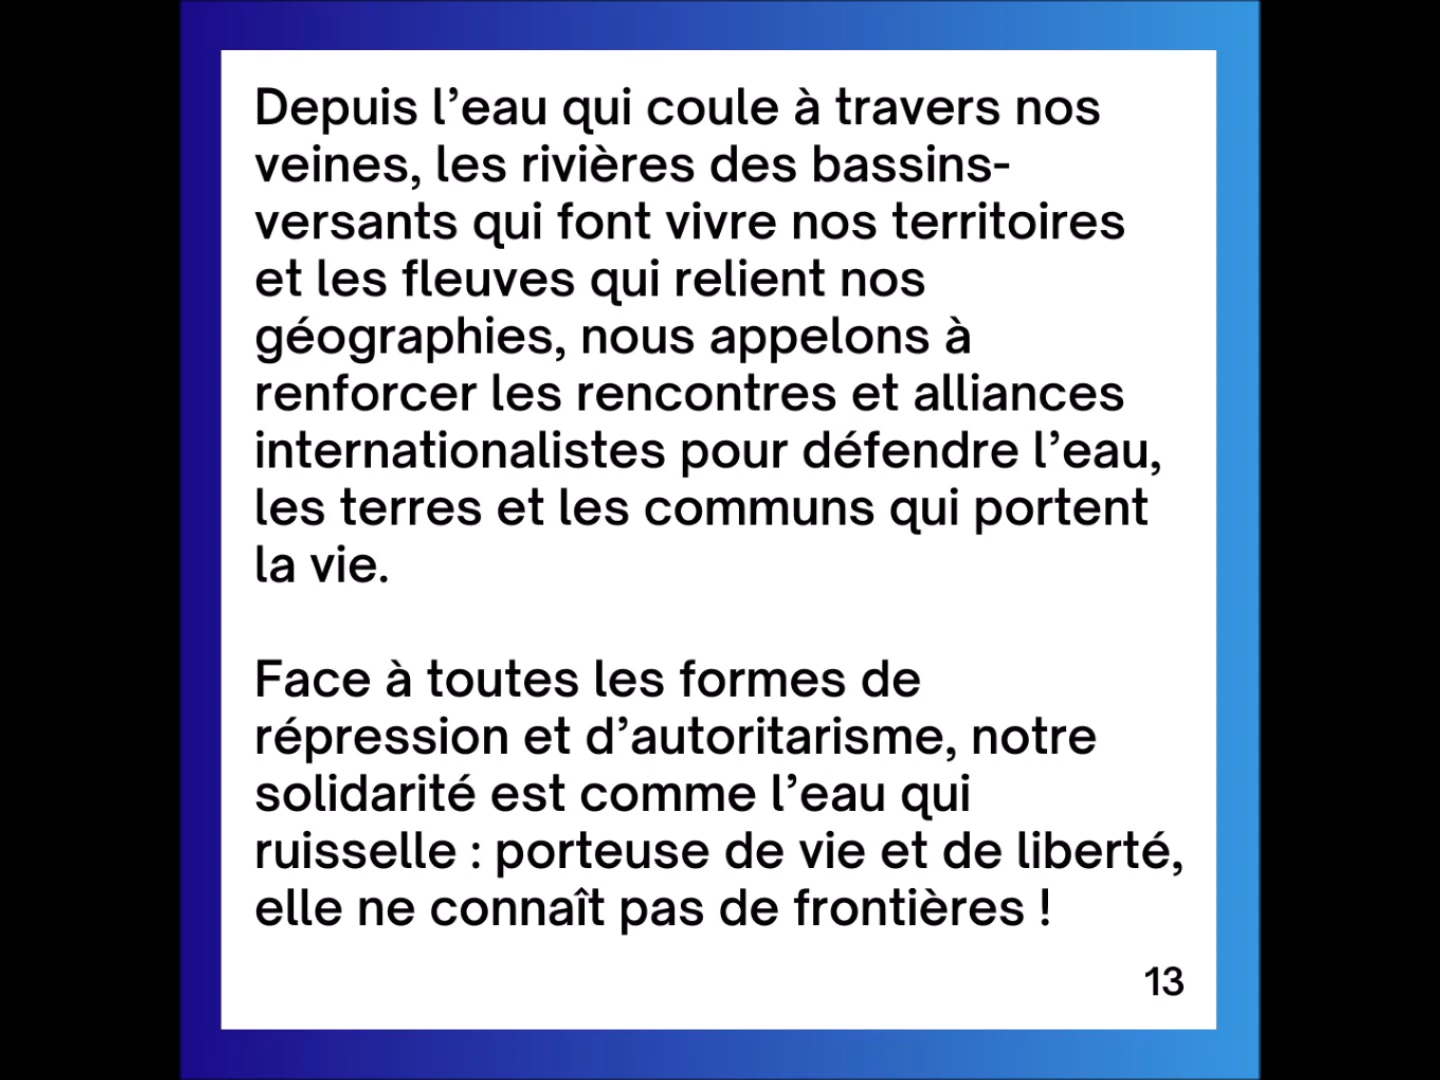 Depuis l’eau qui coule à travers nos
veines, les rivières des bassins-
versants qui font vivre nos territoires
et les fleuves qui relient nos
géographies, nous appelons à
renforcer les rencontres et alliances
internationalistes pour défendre l’eau,
les terres et les communs qui portent
la vie.
Face à toutes les formes de
répression et d’autoritarisme, notre
solidarité est comme l’eau qui
ruisselle : porteuse de vie et de liberté,
elle ne connaît pas de frontières !
13